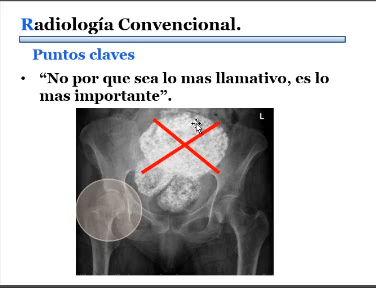 Radiología Convencional.
Puntos claves
• “No por que sea lo mas llamativo, es lo
mas importante”.
L